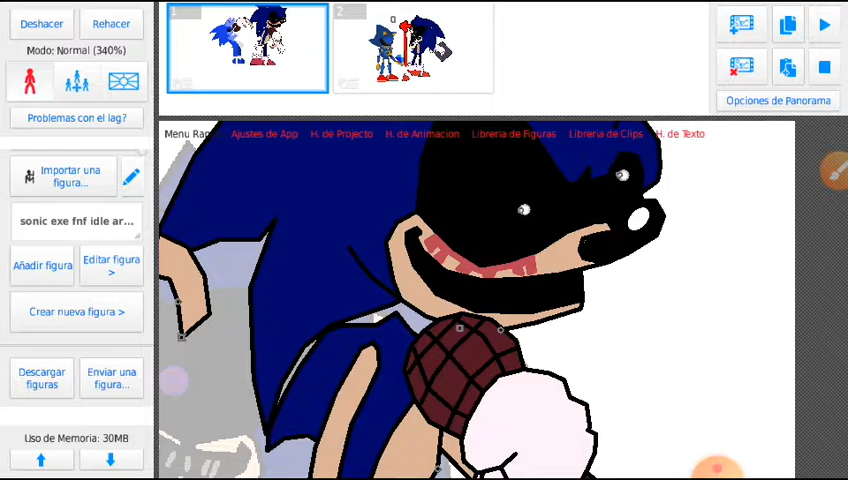 Deshacer
Rehacer
Modo: Normal (340%)
Problemas con el lag?
Importar una
figura...
sonic exe fnf idle ar...
Añadir figura
Editar figura
>
Crear nueva figura >
Descargar
figuras
Enviar una
figura...
Uso de Memoria: 30MB
1
2
Opciones de Panorama
Menu Rap
Ajustes de App
H. de Projecto
H. de Animacion
Libreria de Figuras
Libreria de Clips
H. de Texto